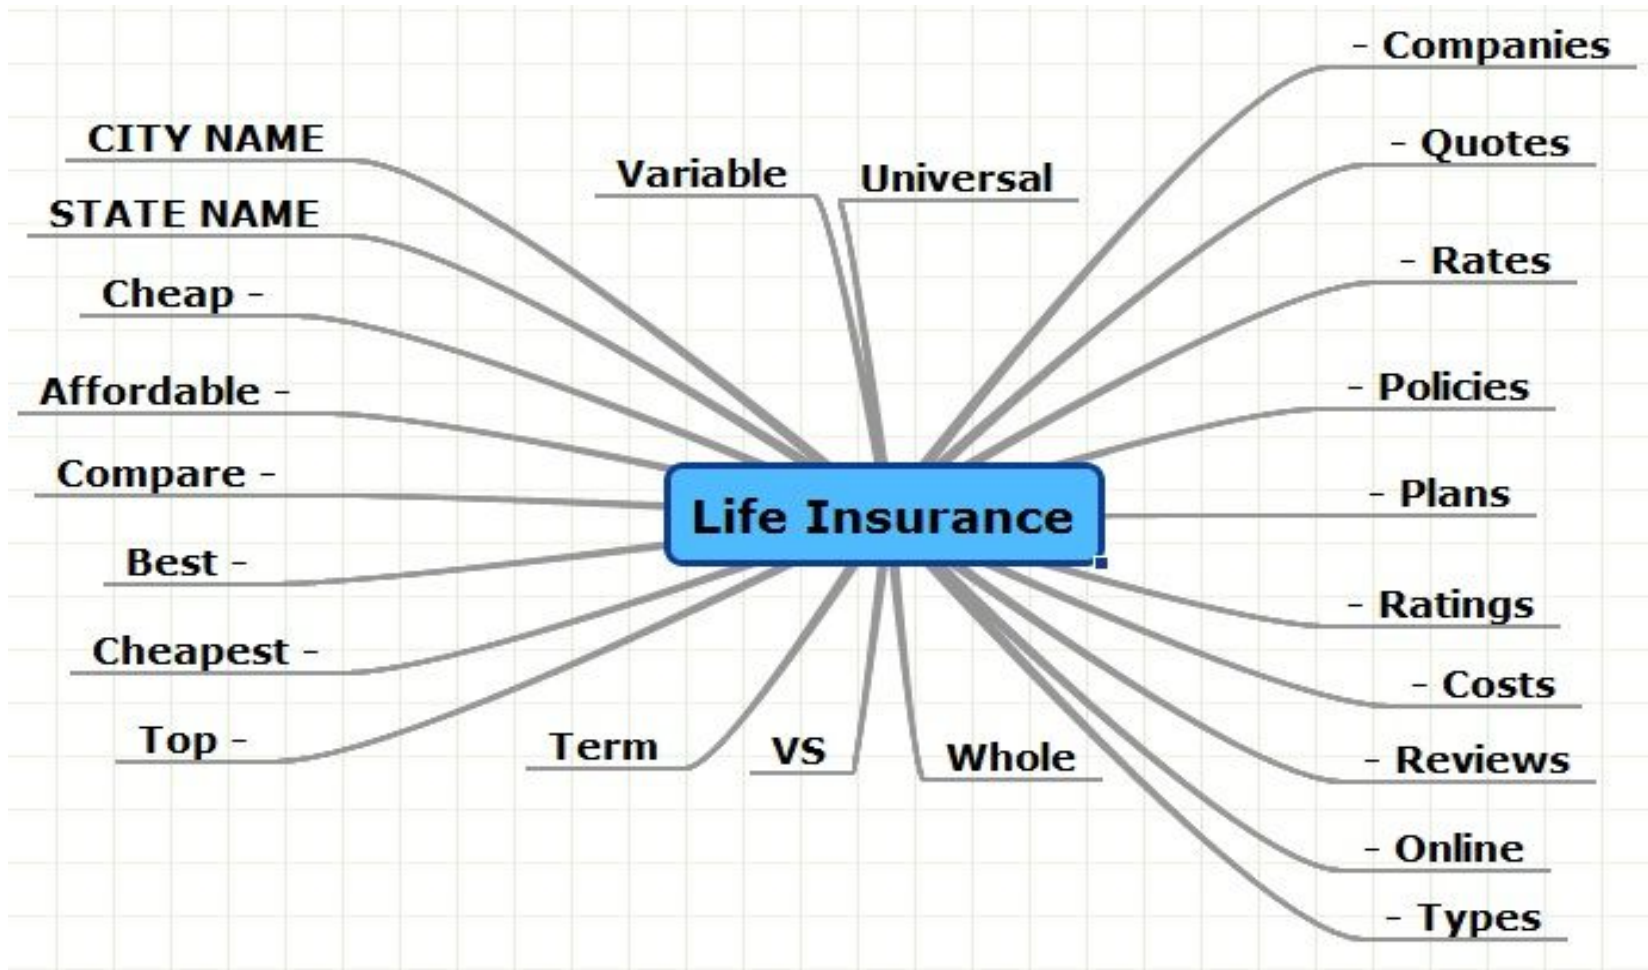 CITY NAME
STATE NAME
Cheap -
Affordable -
Compare -
Best -
Cheapest -
Top -
Variable
Universal
Life Insurance
Term
VS
Whole
- Companies
- Quotes
- Rates
- Policies
- Plans
- Ratings
- Costs
- Reviews
- Online
- Types